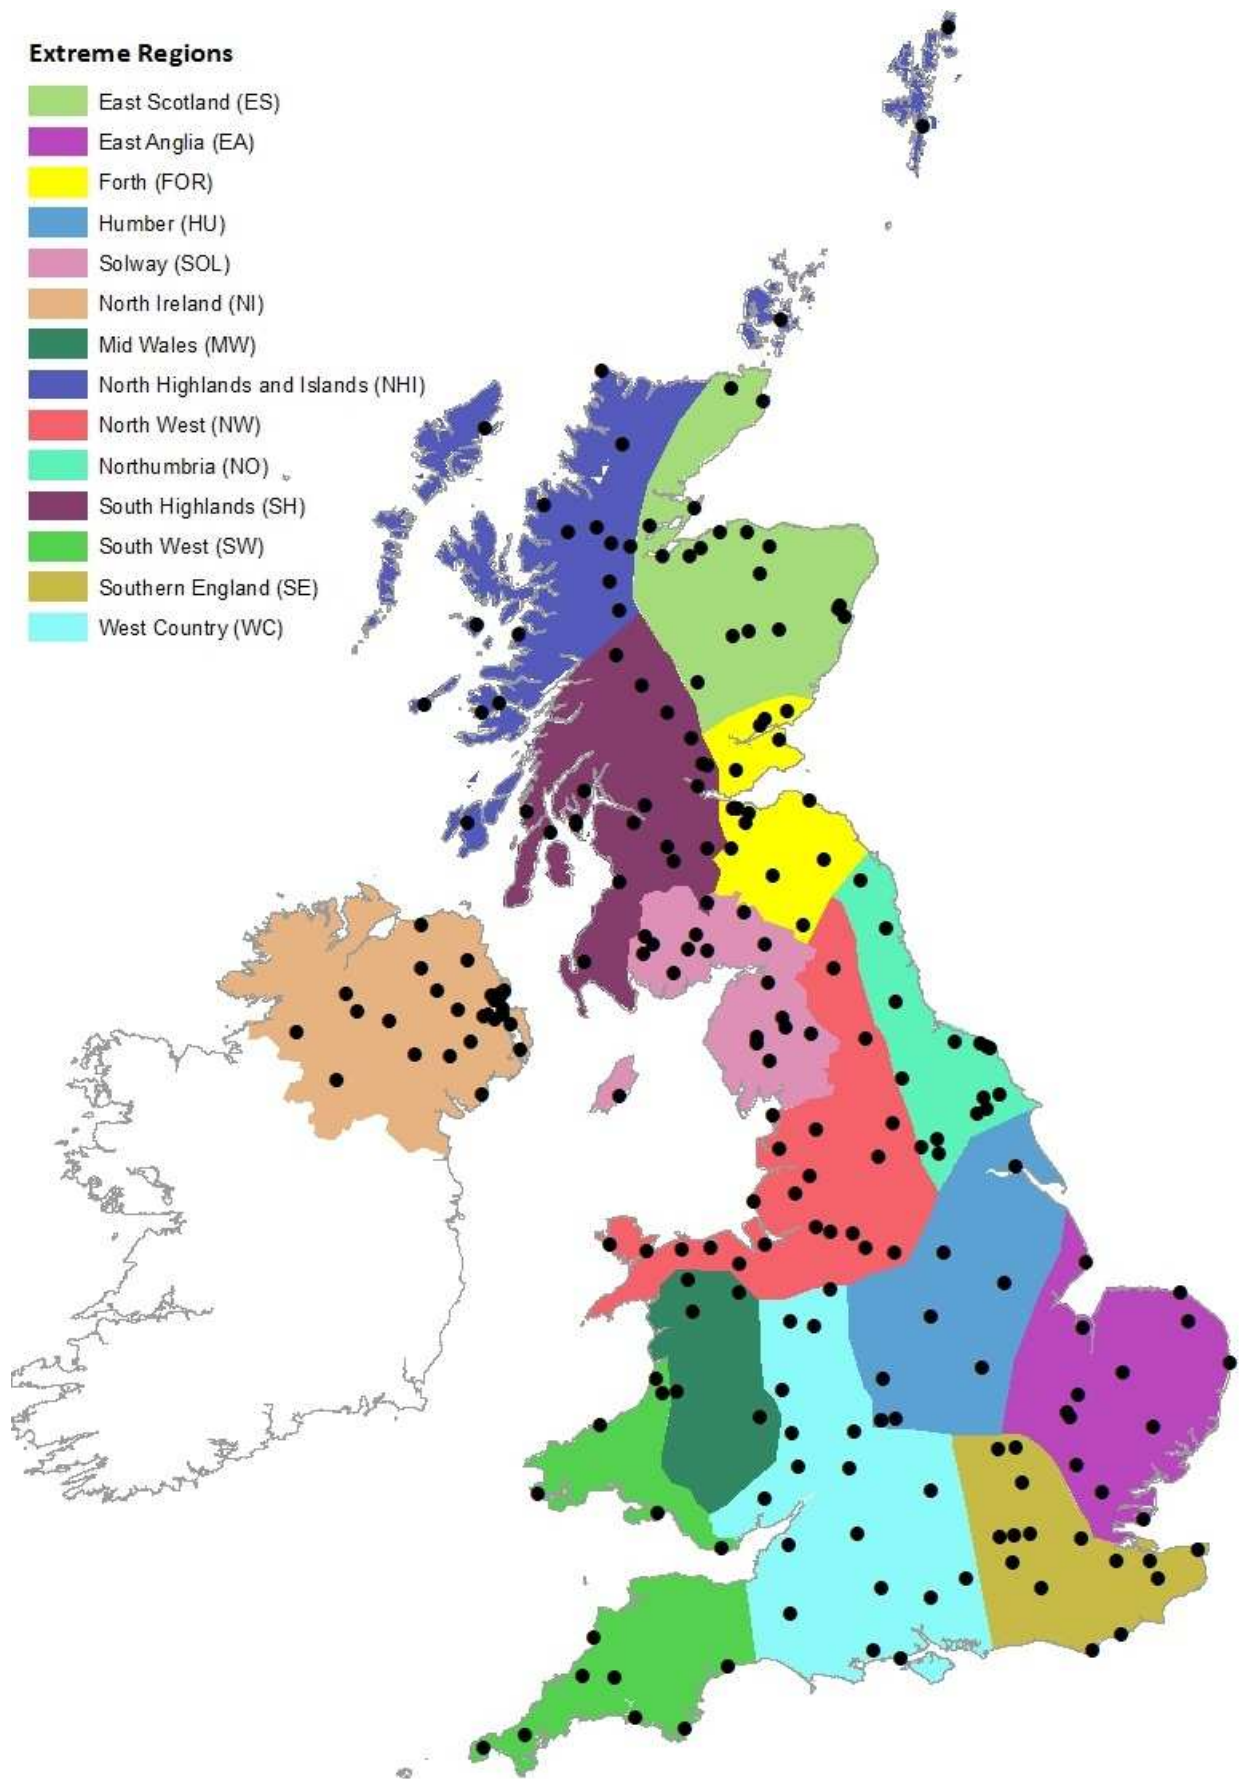 Extreme Regions
East Scotland (ES)
East Anglia (EA)
Forth (FOR)
Humber (HU)
Solway (SOL)
North Ireland (NI)
Mid Wales (MW)
North Highlands and Islands (NHI)
North West (NW)
Northumbria (NO)
South Highlands (SH)
South West (SW)
Southern England (SE)
West Country (WC)